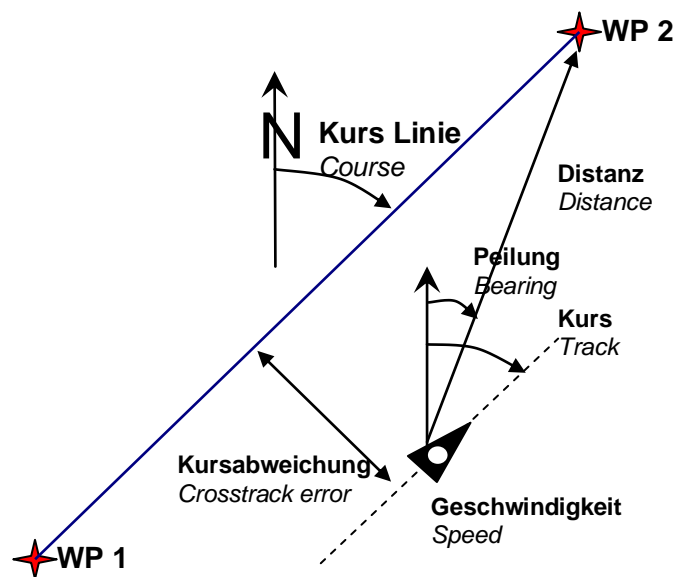 WP 2
N
Kurs Linie
Course
Distanz
Distance
Peilung
Bearing
Kurs
Track
Kursabweichung
Crosstrack error
Geschwindigkeit
Speed
WP 1